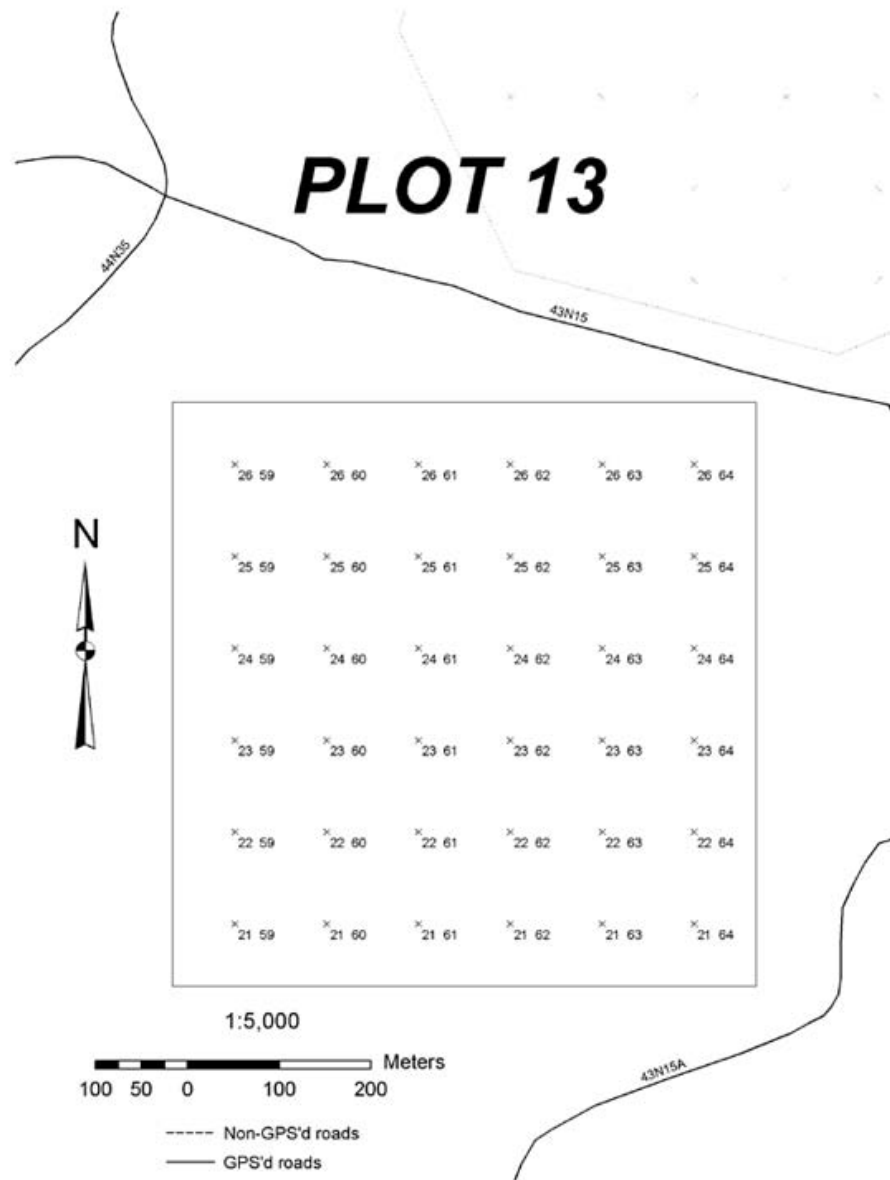 PLOT 13
44N35
43N15
26 59 26 60 26 61 26 62 26 63 26 64
N
25 59 25 60 25 61 25 62 25 63 25 64
24 59 24 60 24 61 24 62 24 63 24 64
23 59 23 60 23 61 23 62 23 63 23 64
22 59 22 60 22 61 22 62 22 63 22 64
21 59 21 60 21 61 21 62 21 63 21 64
1:5,000
Meters
100 50 0 100 200
43N15A
Non-GPS'd roads
GPS'd roads